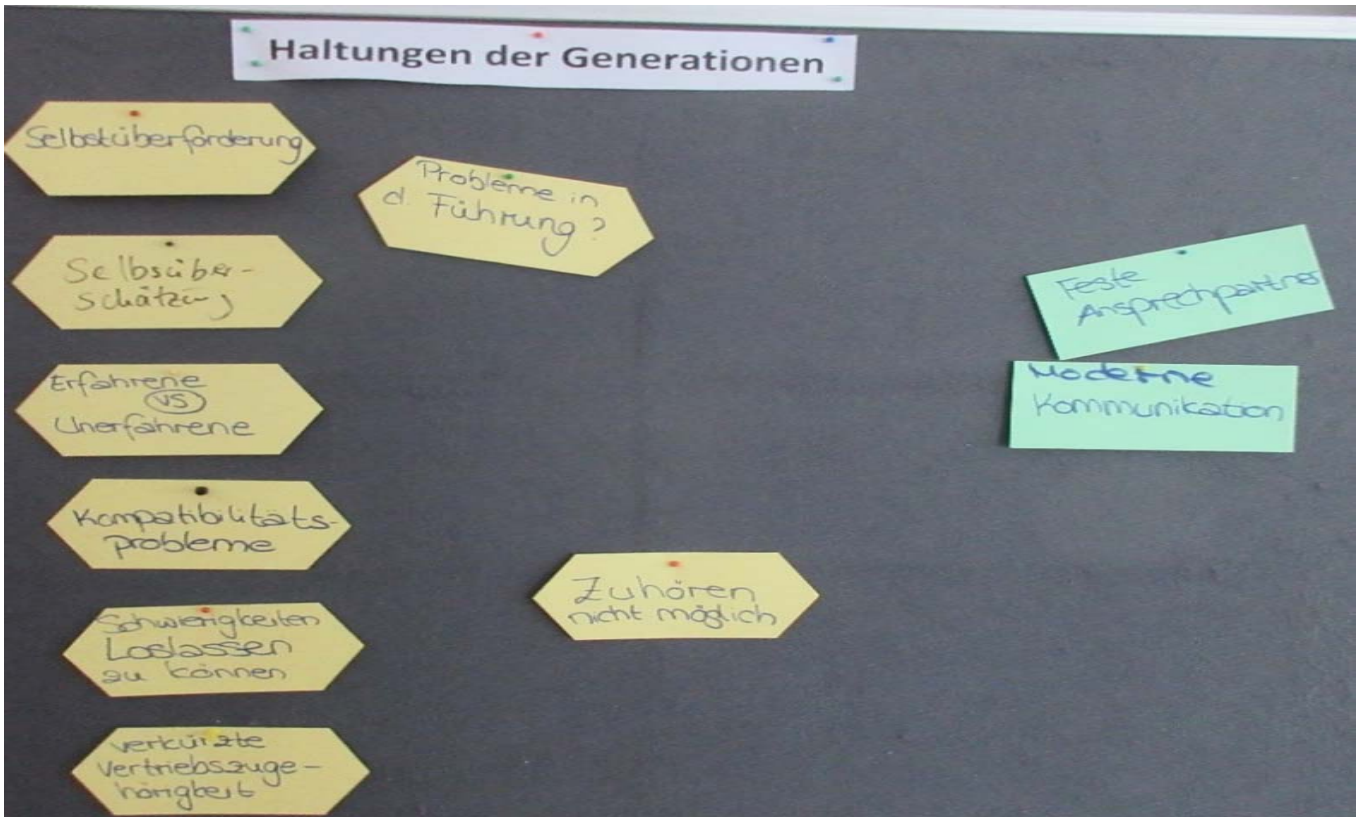 Haltungen der Generationen
Selbstüberforderung
Selbsüber-
schätzung
Erfahrene
vs
Unerfahrene
Kompatibilitäts-
probleme
Schwierigkeiten
Loslassen
zu können
verkürzte
Vertriebszuge-
hörigkeit
Probleme in
d. Führung?
Zuhören
nicht möglich
Feste
Ansprechpartner
Moderne
Kommunikation